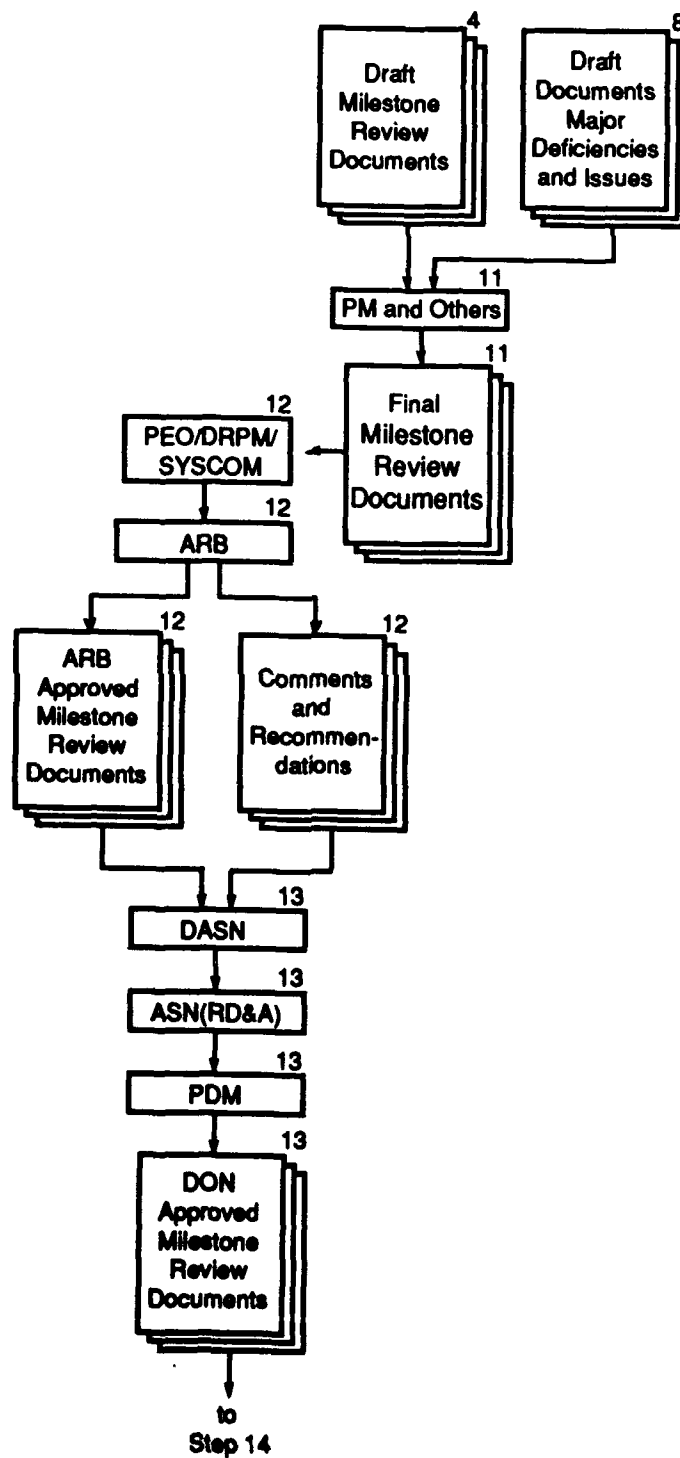 4
Draft
Milestone
Review
Documents
8
Draft
Documents
Major
Deficiencies
and Issues
11
PM and Others
11
Final
Milestone
Review
Documents
12
PEO/DRPM/
SYSCOM
12
ARB
12
ARB
Approved
Milestone
Review
Documents
12
Comments
and
Recommen-
dations
13
DASN
13
ASN(RD&A)
13
PDM
13
DON
Approved
Milestone
Review
Documents
to
Step 14